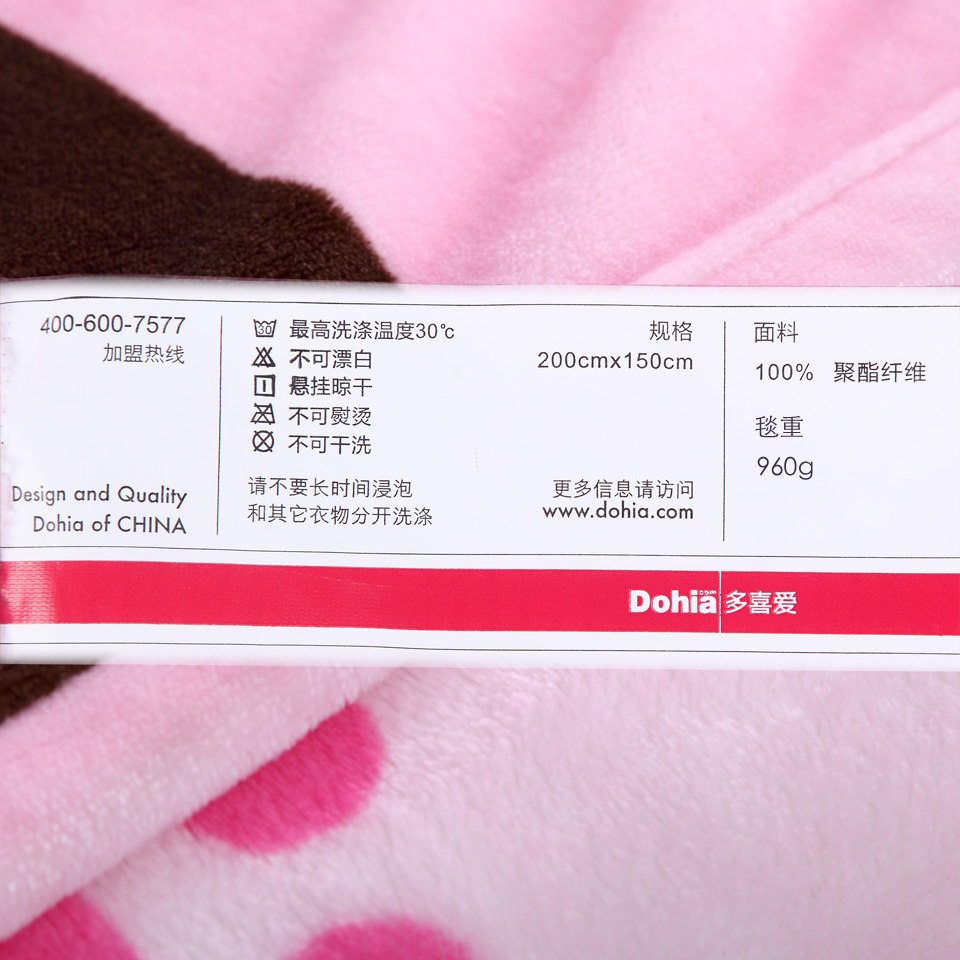 400-600-7577
加盟热线
Design and Quality
Dohia of CHINA
30
最高洗涤温度30℃
不可漂白
悬挂晾干
不可熨烫
不可干洗
请不要长时间浸泡
和其它衣物分开洗涤
规格
200cmx150cm
更多信息请访问
www.dohia.com
面料
100% 聚酯纤维
毯重
960g
Dohia.com 多喜爱